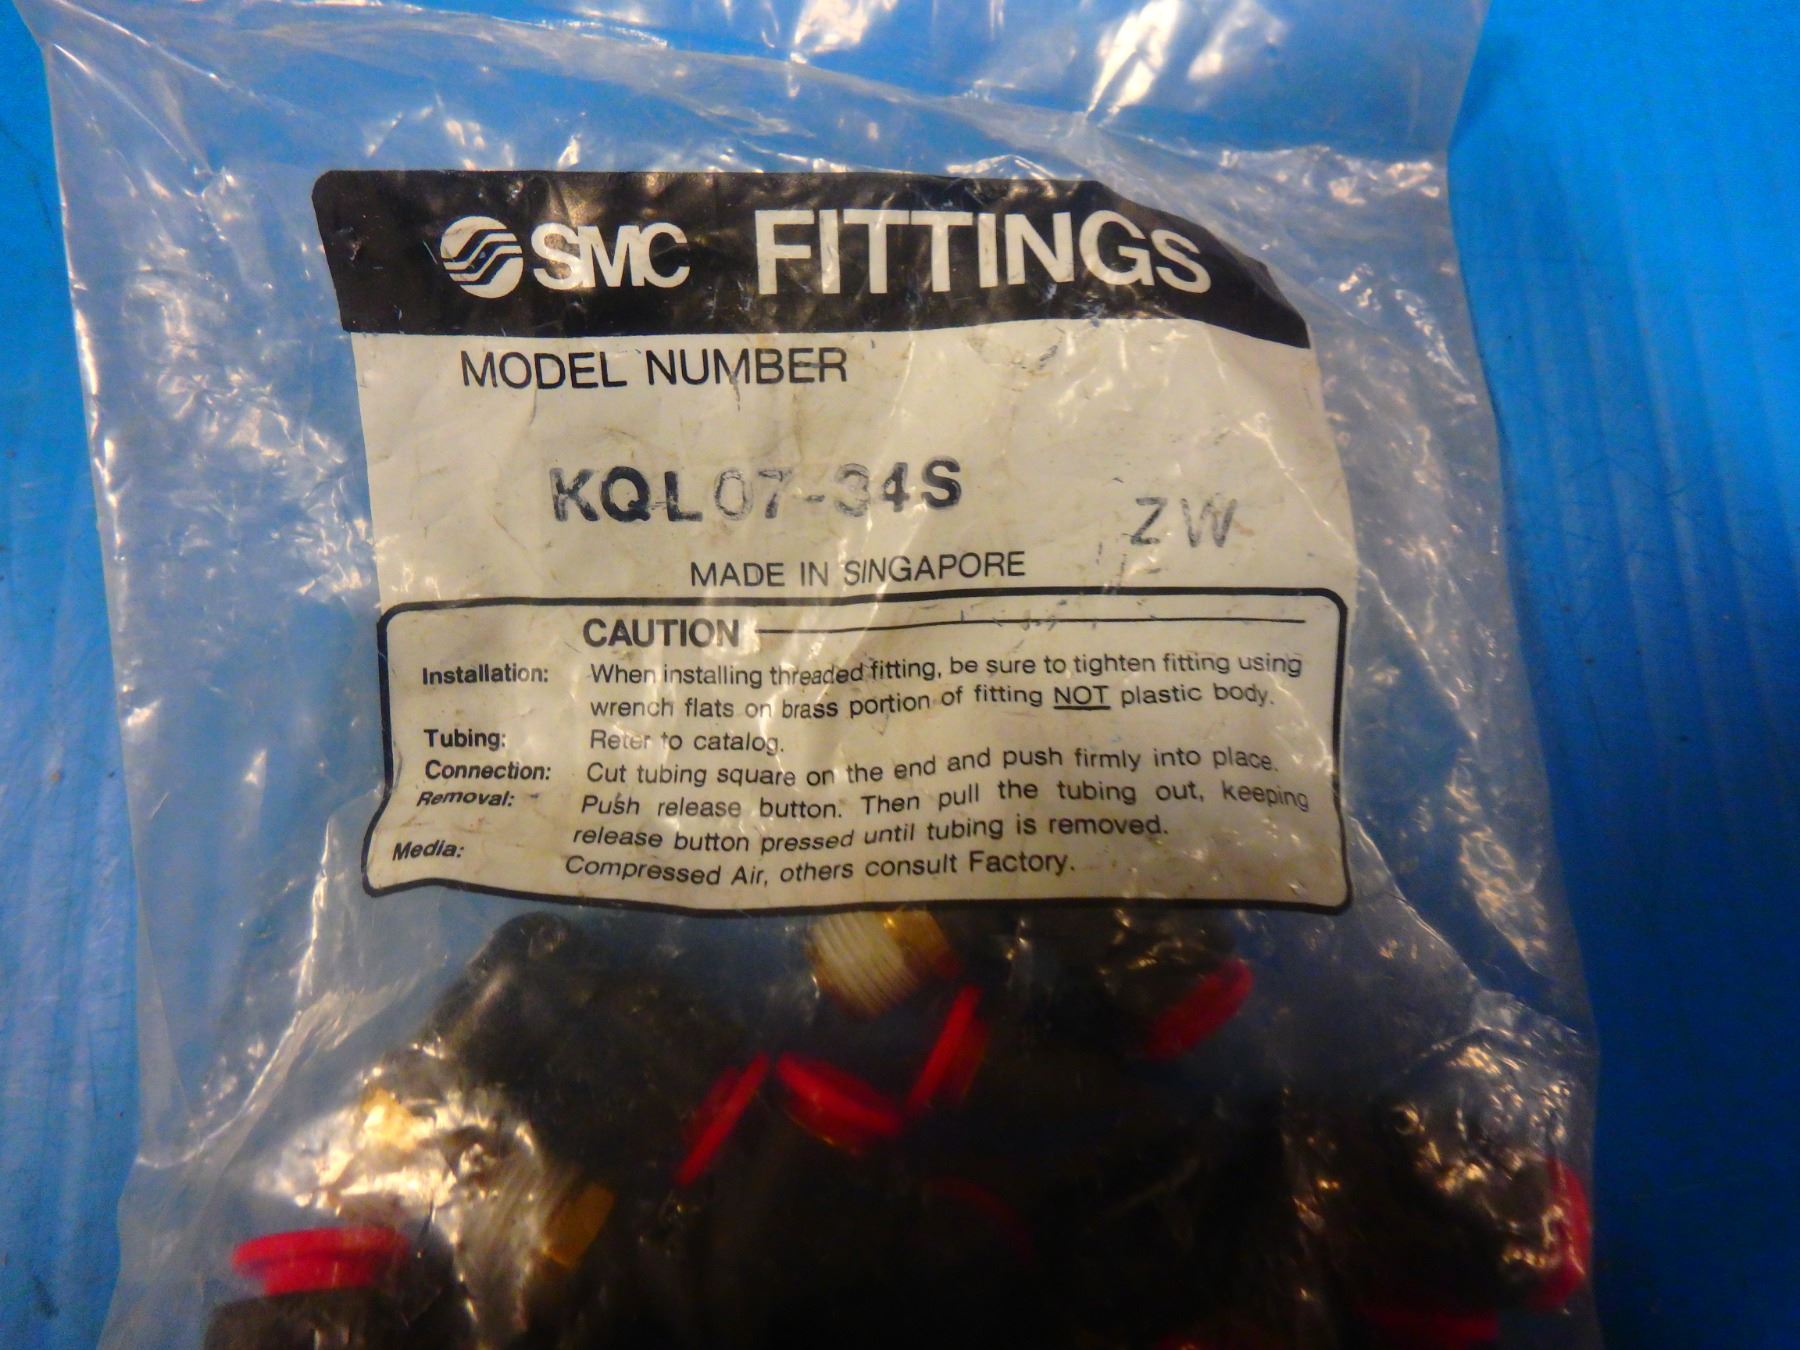 SMC FITTINGS
MODEL NUMBER
KQL07-34S
ZW
MADE IN SINGAPORE
CAUTION
Installation: When installing threaded fitting, be sure to tighten fitting using
wrench flats on brass portion of fitting NOT plastic body.
Tubing: Refer to catalog.
Connection: Cut tubing square on the end and push firmly into place.
Removal: Push release button. Then pull the tubing out, keeping
release button pressed until tubing is removed.
Media: Compressed Air, others consult Factory.